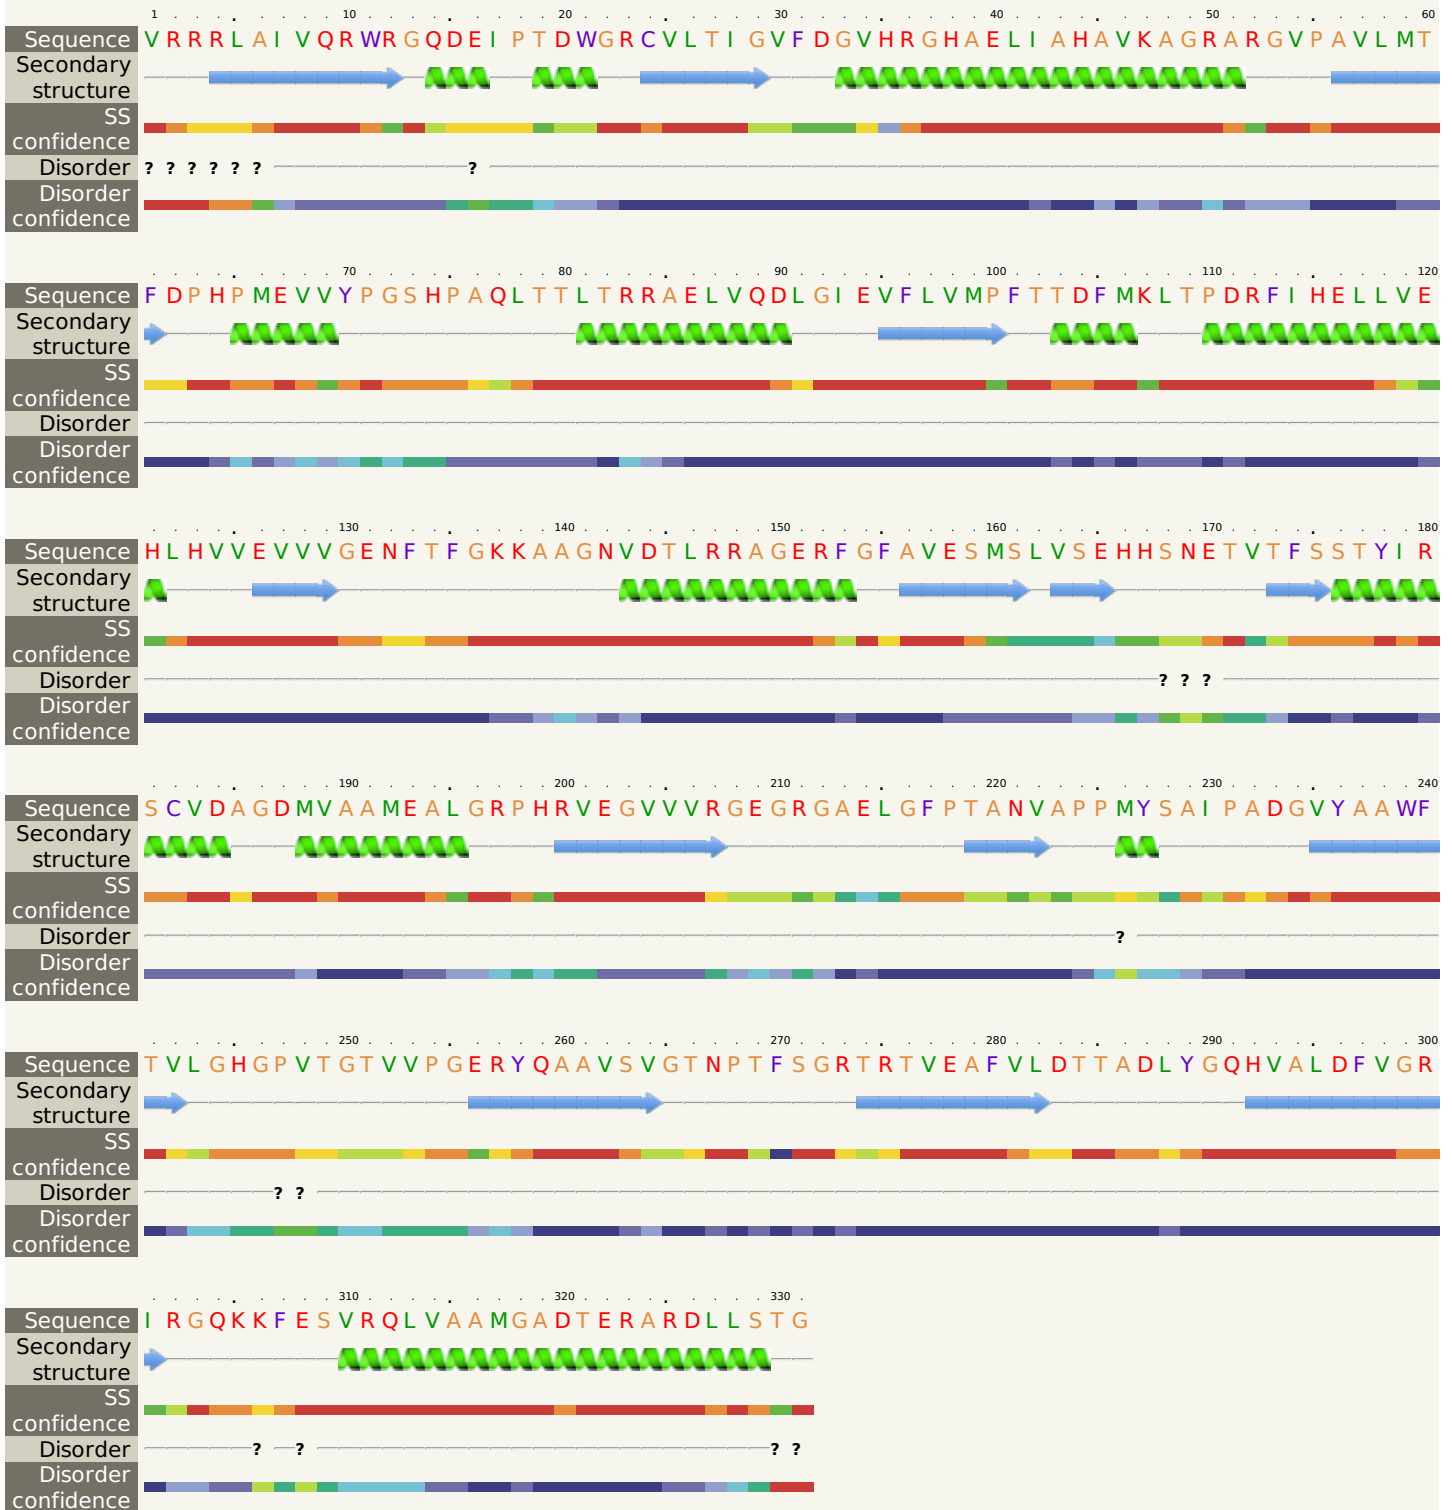 1 10 20 30 40 50 60
Sequence V R R R L A I V Q R W R G Q D E I P T D W G R C V L T I G V F D G V H R G H A E L I A H A V K A G R A R G V P A V L M T
Secondary
structure
SS
confidence
Disorder ? ? ? ? ? ? ?
Disorder
confidence
70 80 90 100 110 120
Sequence F D P H P M E V V Y P G S H P A Q L T T L T R R A E L V Q D L G I E V F L V M P F T T D F M K L T P D R F I H E L L V E
Secondary
structure
SS
confidence
Disorder
Disorder
confidence
130 140 150 160 170 180
Sequence H L H V V E V V V G E N F T F G K K A A G N V D T L R R A G E R F G F A V E S M S L V S E H H S N E T V T F S S T Y I R
Secondary
structure
SS
confidence
Disorder ? ? ?
Disorder
confidence
190 200 210 220 230 240
Sequence S C V D A G D M V A A M E A L G R P H R V E G V V V R G E G R G A E L G F P T A N V A P P M Y S A I P A D G V Y A A W F
Secondary
structure
SS
confidence
Disorder ?
Disorder
confidence
250 260 270 280 290 300
Sequence T V L G H G P V T G T V V P G E R Y Q A A V S V G T N P T F S G R T R T V E A F V L D T T A D L Y G Q H V A L D F V G R
Secondary
structure
SS
confidence
Disorder ? ?
Disorder
confidence
310 320 330
Sequence I R G Q K K F E S V R Q L V A A M G A D T E R A R D L L S T G
Secondary
structure
SS
confidence
Disorder ? ? ? ?
Disorder
confidence